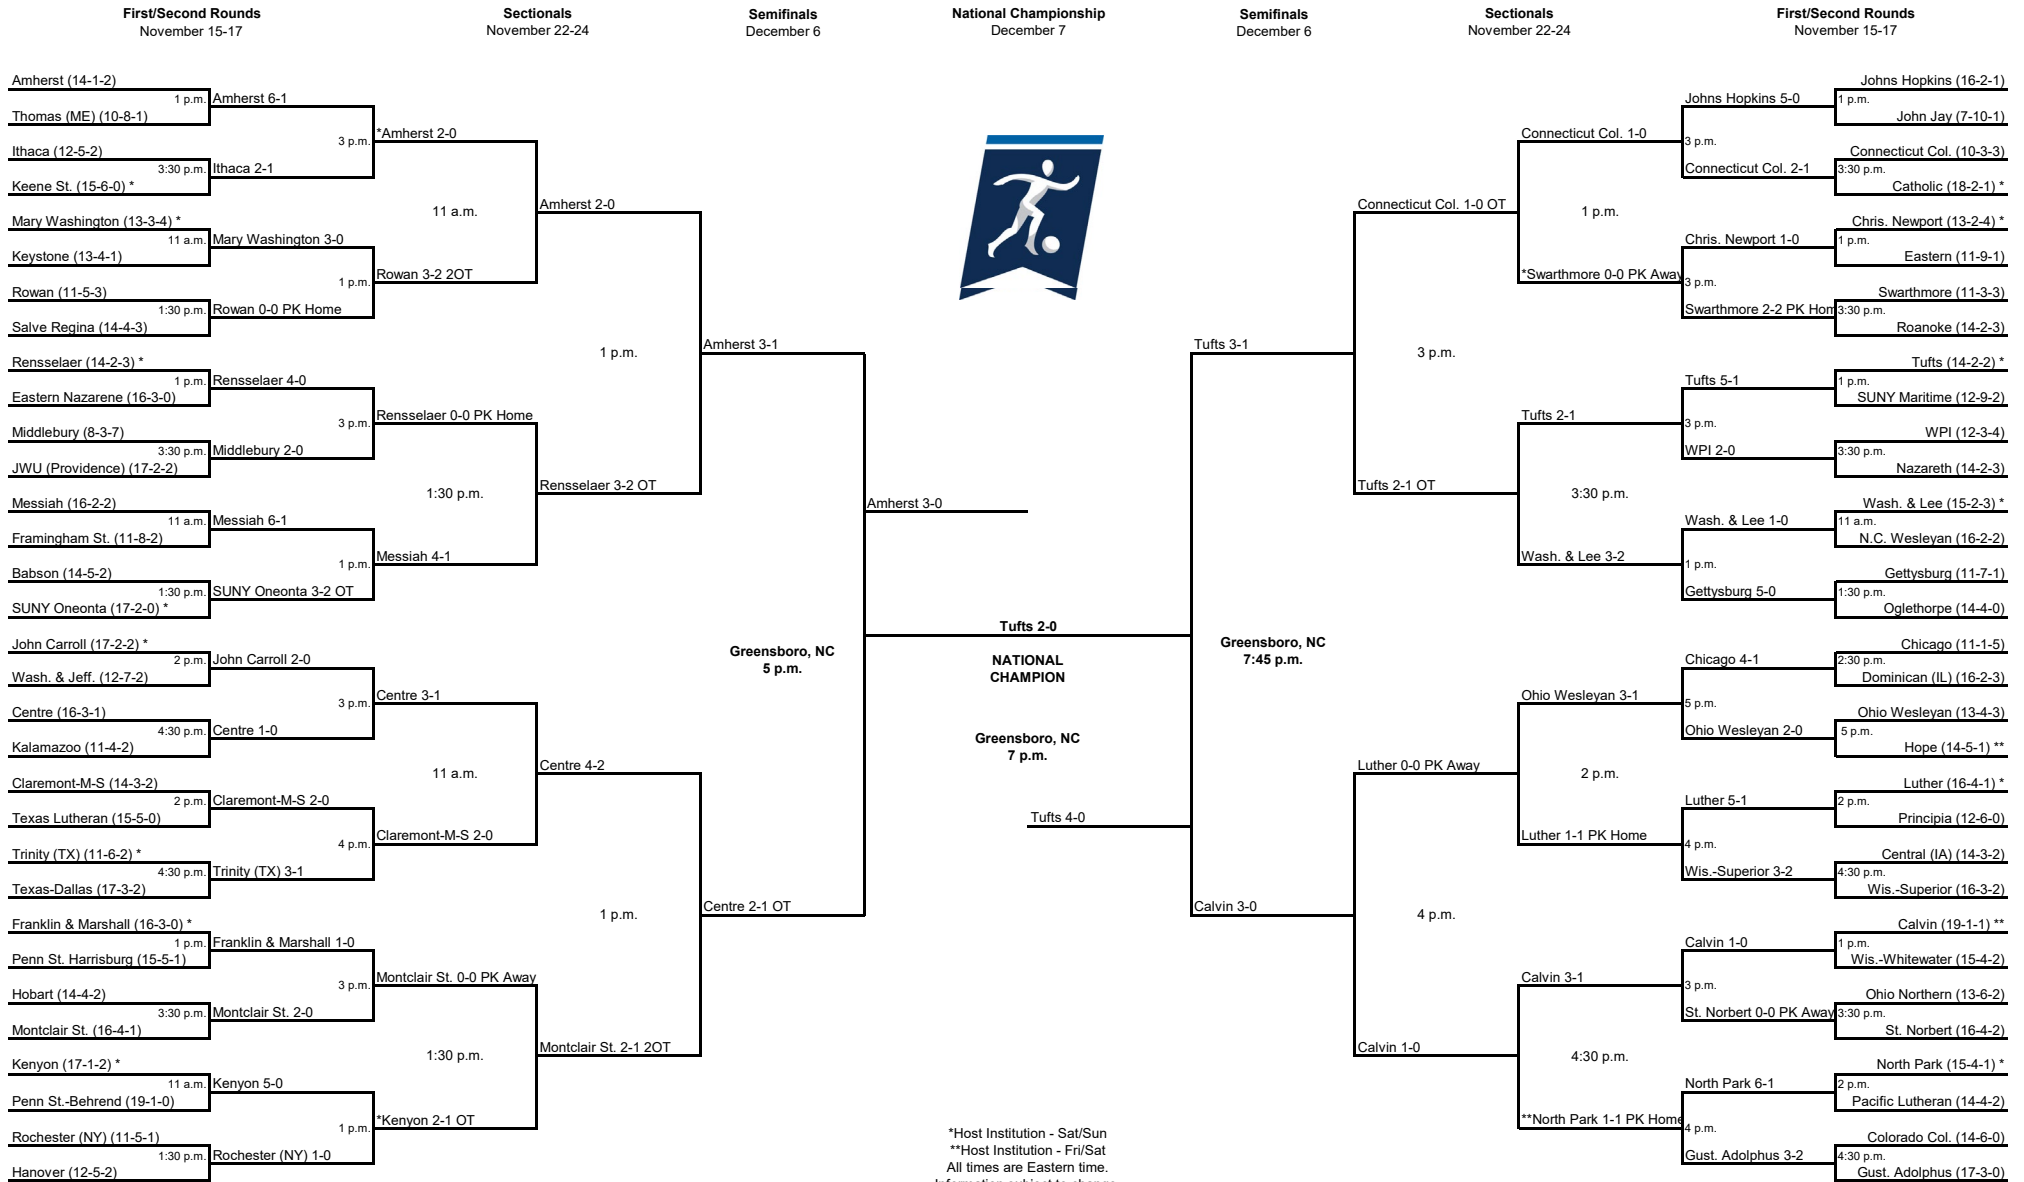 First/Second Rounds
November 15-17
Sectionals
November 22-24
Semifinals
December 6
National Championship
December 7
Semifinals
December 6
Sectionals
November 22-24
First/Second Rounds
November 15-17
Amherst (14-1-2)
1 p.m.
Thomas (ME) (10-8-1)
Ithaca (12-5-2)
3:30 p.m.
Keene St. (15-6-0) *
Mary Washington (13-3-4) *
11 a.m.
Keystone (13-4-1)
Rowan (11-5-3)
1:30 p.m.
Salve Regina (14-4-3)
Rensselaer (14-2-3) *
1 p.m.
Eastern Nazarene (16-3-0)
Middlebury (8-3-7)
3:30 p.m.
JWU (Providence) (17-2-2)
Messiah (16-2-2)
11 a.m.
Framingham St. (11-8-2)
Babson (14-5-2)
1:30 p.m.
SUNY Oneonta (17-2-0) *
John Carroll (17-2-2) *
2 p.m.
Wash. & Jeff. (12-7-2)
Centre (16-3-1)
4:30 p.m.
Kalamazoo (11-4-2)
Claremont-M-S (14-3-2)
2 p.m.
Texas Lutheran (15-5-0)
Trinity (TX) (11-6-2) *
4:30 p.m.
Texas-Dallas (17-3-2)
Franklin & Marshall (16-3-0) *
1 p.m.
Penn St. Harrisburg (15-5-1)
Hobart (14-4-2)
3:30 p.m.
Montclair St. (16-4-1)
Kenyon (17-1-2) *
11 a.m.
Penn St.-Behrend (19-1-0)
Rochester (NY) (11-5-1)
1:30 p.m.
Hanover (12-5-2)
Amherst 6-1
3 p.m.
Ithaca 2-1
Mary Washington 3-0
1 p.m.
Rowan 0-0 PK Home
Rensselaer 4-0
3 p.m.
Middlebury 2-0
Messiah 6-1
1 p.m.
SUNY Oneonta 3-2 OT
John Carroll 2-0
3 p.m.
Centre 1-0
Claremont-M-S 2-0
4 p.m.
Trinity (TX) 3-1
Franklin & Marshall 1-0
3 p.m.
Montclair St. 2-0
Kenyon 5-0
1 p.m.
Rochester (NY) 1-0
*Amherst 2-0
11 a.m.
Rowan 3-2 2OT
Rensselaer 0-0 PK Home
1:30 p.m.
Messiah 4-1
Centre 3-1
11 a.m.
Claremont-M-S 2-0
Montclair St. 0-0 PK Away
1:30 p.m.
*Kenyon 2-1 OT
Amherst 2-0
1 p.m.
Rensselaer 3-2 OT
Centre 4-2
1 p.m.
Montclair St. 2-1 2OT
Amherst 3-1
Greensboro, NC
5 p.m.
Centre 2-1 OT
Amherst 3-0
Tufts 2-0
NATIONAL
CHAMPION
Greensboro, NC
7 p.m.
Tufts 4-0
*Host Institution - Sat/Sun
**Host Institution - Fri/Sat
All times are Eastern time.
Information subject to change.
Tufts 3-1
Greensboro, NC
7:45 p.m.
Calvin 3-0
Connecticut Col. 1-0 OT
3 p.m.
Tufts 2-1 OT
Luther 0-0 PK Away
4 p.m.
Calvin 1-0
Connecticut Col. 1-0
1 p.m.
*Swarthmore 0-0 PK Away
Tufts 2-1
3:30 p.m.
Wash. & Lee 3-2
Ohio Wesleyan 3-1
2 p.m.
Luther 1-1 PK Home
Calvin 3-1
4:30 p.m.
**North Park 1-1 PK Home
Johns Hopkins 5-0
3 p.m.
Connecticut Col. 2-1
Chris. Newport 1-0
3 p.m.
Swarthmore 2-2 PK Hom
Tufts 5-1
3 p.m.
WPI 2-0
Wash. & Lee 1-0
1 p.m.
Gettysburg 5-0
Chicago 4-1
5 p.m.
Ohio Wesleyan 2-0
Luther 5-1
4 p.m.
Wis.-Superior 3-2
Calvin 1-0
3 p.m.
St. Norbert 0-0 PK Away
North Park 6-1
4 p.m.
Gust. Adolphus 3-2
Johns Hopkins (16-2-1)
1 p.m.
John Jay (7-10-1)
Connecticut Col. (10-3-3)
3:30 p.m.
Catholic (18-2-1) *
Chris. Newport (13-2-4) *
1 p.m.
Eastern (11-9-1)
Swarthmore (11-3-3)
3:30 p.m.
Roanoke (14-2-3)
Tufts (14-2-2) *
1 p.m.
SUNY Maritime (12-9-2)
WPI (12-3-4)
3:30 p.m.
Nazareth (14-2-3)
Wash. & Lee (15-2-3) *
11 a.m.
N.C. Wesleyan (16-2-2)
Gettysburg (11-7-1)
1:30 p.m.
Oglethorpe (14-4-0)
Chicago (11-1-5)
2:30 p.m.
Dominican (IL) (16-2-3)
Ohio Wesleyan (13-4-3)
5 p.m.
Hope (14-5-1) **
Luther (16-4-1) *
2 p.m.
Principia (12-6-0)
Central (IA) (14-3-2)
4:30 p.m.
Wis.-Superior (16-3-2)
Calvin (19-1-1) **
1 p.m.
Wis.-Whitewater (15-4-2)
Ohio Northern (13-6-2)
3:30 p.m.
St. Norbert (16-4-2)
North Park (15-4-1) *
2 p.m.
Pacific Lutheran (14-4-2)
Colorado Col. (14-6-0)
4:30 p.m.
Gust. Adolphus (17-3-0)